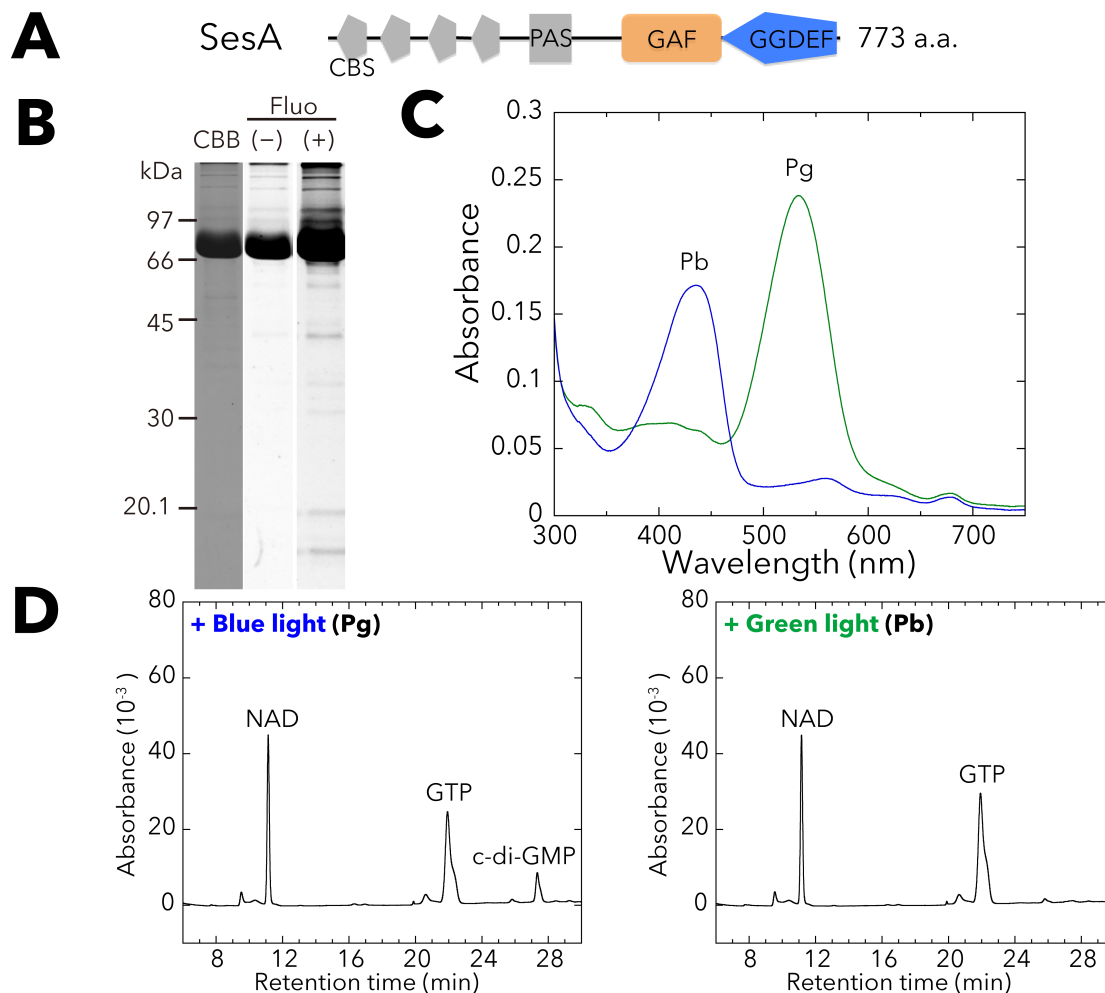 A
SesA
CBS
PAS
GAF
GGDEF
773 a.a.
B
Fluo
CBB (−) (+)
kDa
97
66
45
30
20.1
C
Absorbance
0.3
0.25
0.2
0.15
0.1
0.05
0
Pb
Pg
300 400 500 600 700
Wavelength (nm)
D
+ Blue light (Pg)
Absorbance (10⁻³)
80
60
40
20
0
NAD
GTP
c-di-GMP
8 12 16 20 24 28
Retention time (min)
+ Green light (Pb)
Absorbance (10⁻³)
80
60
40
20
0
NAD
GTP
8 12 16 20 24 28
Retention time (min)